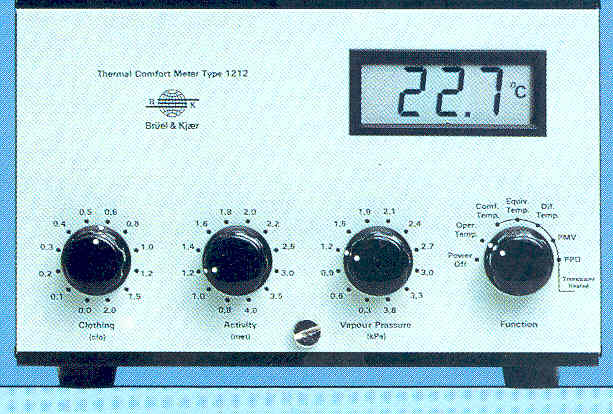 Thermal Comfort Meter Type 1212
B K
Brüel & Kjær
22.7 °C
0,0 0,1 0,2 0,3 0,4 0,5 0,6 0,8 1,0 1,2 1,5 2,0
Clothing
(clo)
0,8 1,0 1,2 1,4 1,6 1,8 2,0 2,2 2,5 3,0 3,5 4,0
Activity
(met)
0,3 0,6 0,9 1,2 1,5 1,8 2,1 2,4 2,7 3,0 3,3 3,8
Vapour Pressure
(kPa)
Power
Off
Oper.
Temp.
Comf.
Temp.
Equiv.
Temp.
Dif.
Temp.
PMV
PPD
Function